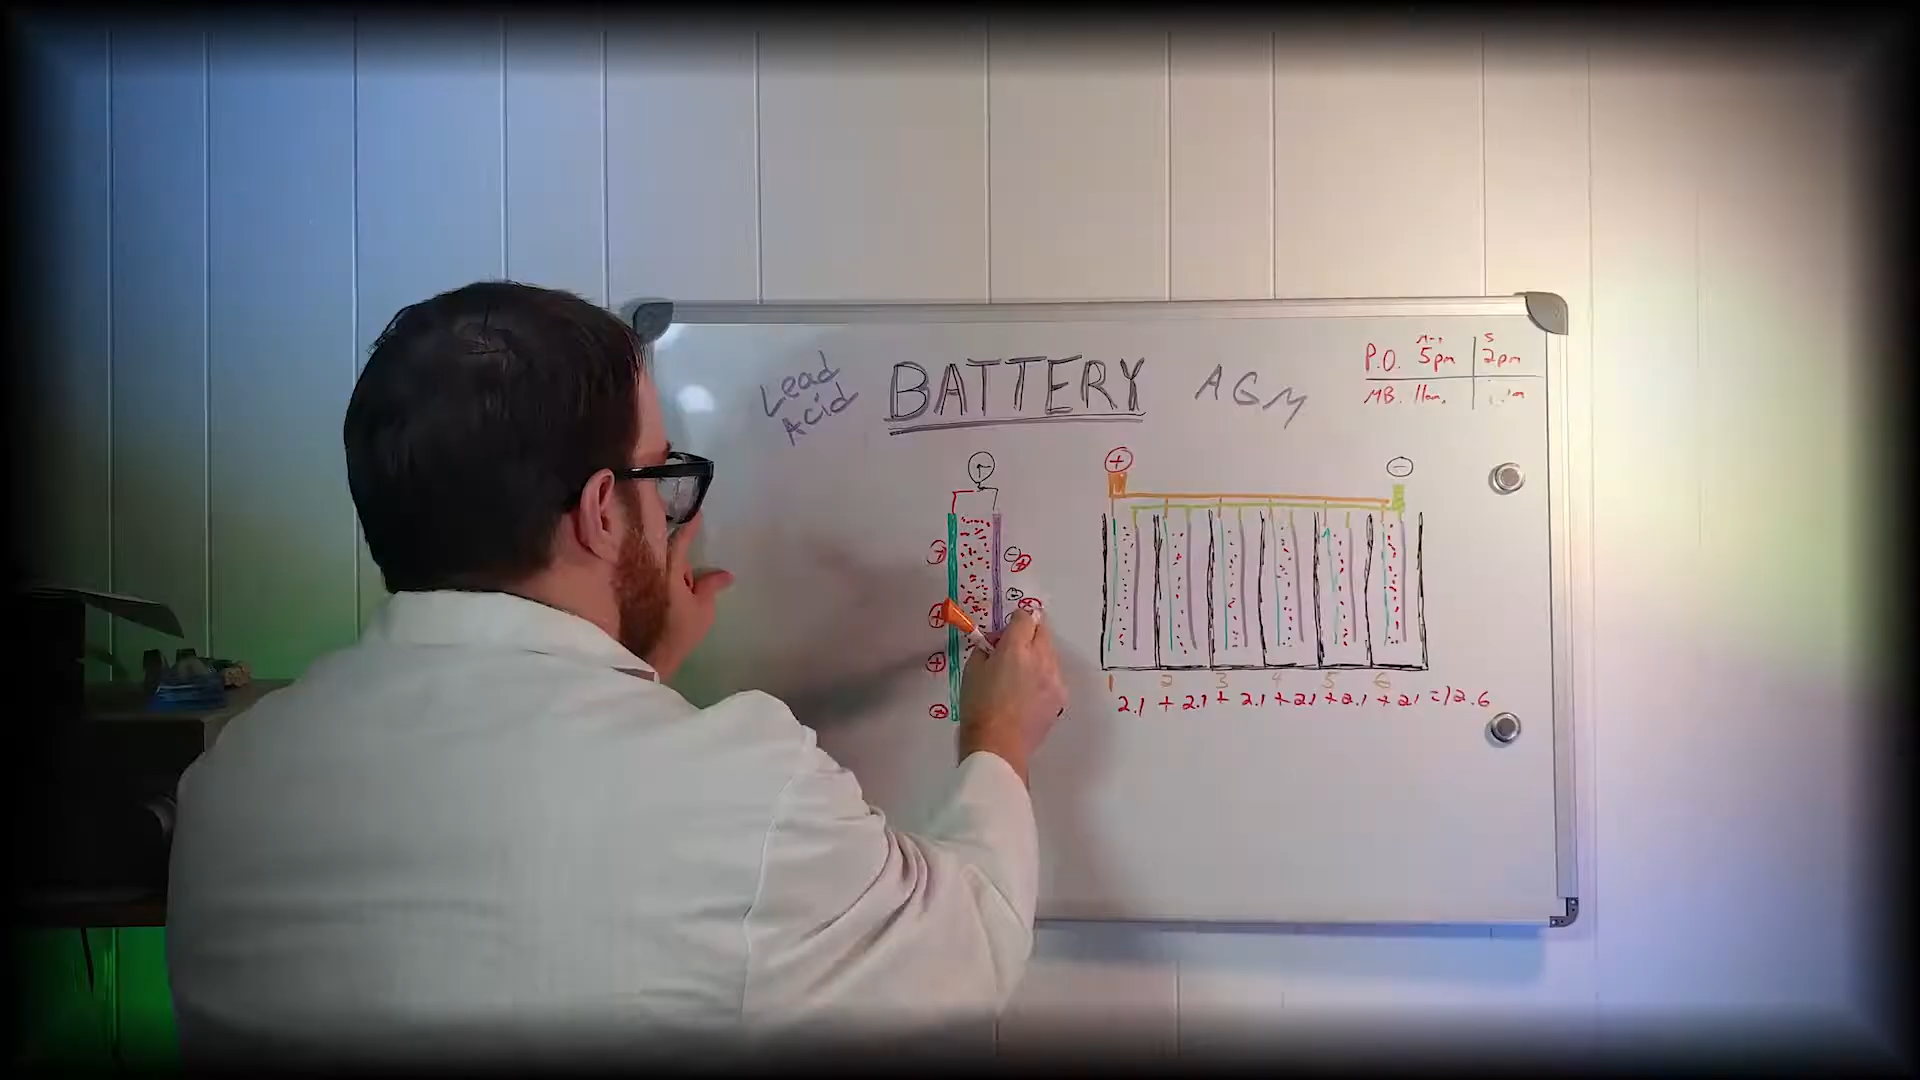 Lead
Acid
BATTERY
AGM
P.O. 5pm 2pm
MB. 11am
+
-
1 2 3 4 5 6
2.1 + 2.1 + 2.1 + 2.1 + 2.1 + 2.1 = 12.6